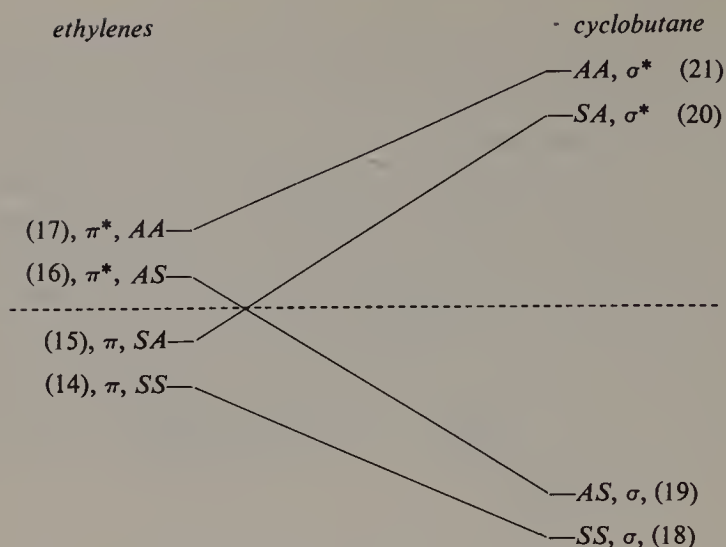 ethylenes
cyclobutane
AA, σ* (21)
SA, σ* (20)
(17), π*, AA
(16), π*, AS
(15), π, SA
(14), π, SS
AS, σ, (19)
SS, σ, (18)